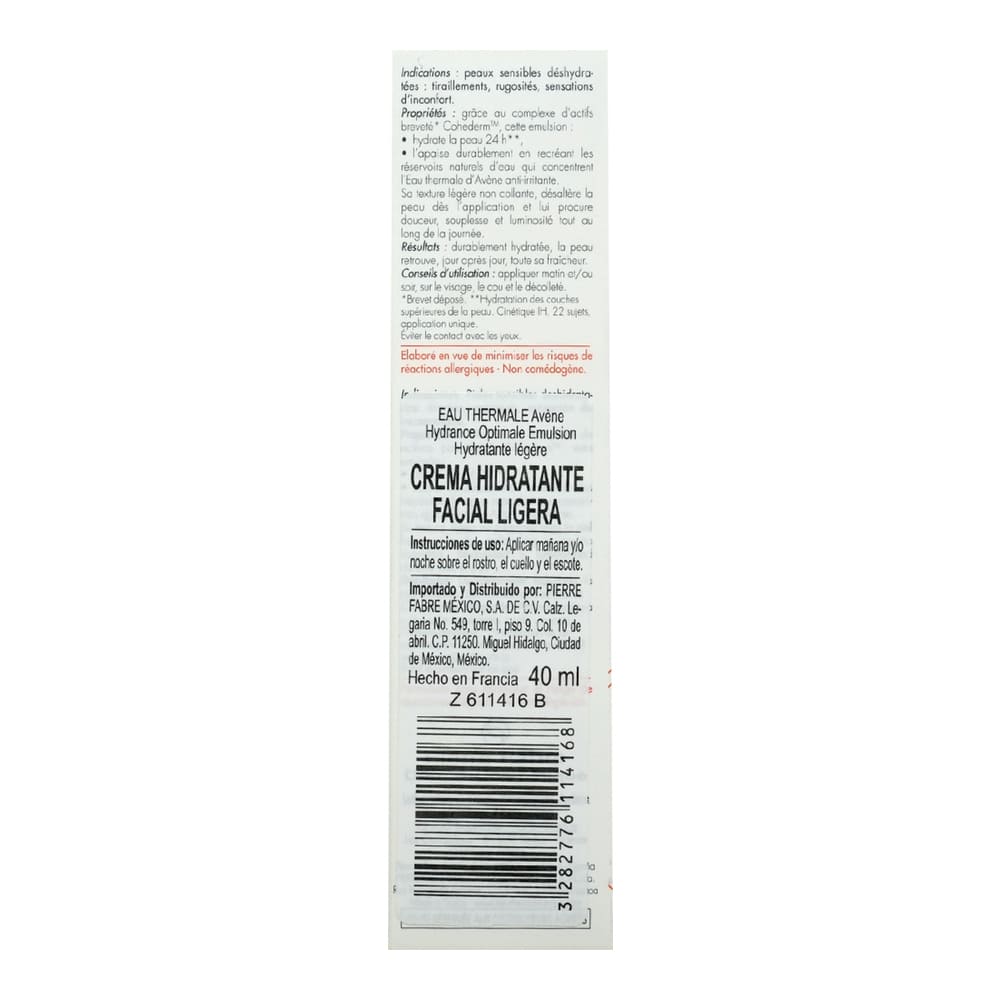 Indications : peaux sensibles déshydra-
tées : tiraillements, rugosités, sensations
d'inconfort.
Propriétés : grâce au complexe d'actifs
breveté* Cohederm™, cette emulsion :
• hydrate la peau 24 h**,
• l'apaise durablement en recréant les
réservoirs naturels d'eau qui concentrent
l'Eau thermale d'Avène anti-irritante.
Sa texture légère non collante, désaltère la
peau dès l'application et lui procure
douceur, souplesse et luminosité tout au
long de la journée.
Résultats : durablement hydratée, la peau
retrouve, jour après jour, toute sa fraîcheur.
Conseils d'utilisation : appliquer matin et/ou
soir, sur le visage, le cou et le décolleté.
*Brevet déposé. **Hydratation des couches
supérieures de la peau. Cinétique IH, 22 sujets,
application unique.
Éviter le contact avec les yeux.
Elaboré en vue de minimiser les risques de
réactions allergiques - Non comédogène.
EAU THERMALE Avène
Hydrance Optimale Emulsion
Hydratante légère
CREMA HIDRATANTE
FACIAL LIGERA
Instrucciones de uso: Aplicar mañana y/o
noche sobre el rostro, el cuello y el escote.
Importado y Distribuido por: PIERRE
FABRE MÉXICO, S.A. DE C.V. Calz. Le-
garia No. 549, torre I, piso 9. Col. 10 de
abril. C.P. 11250. Miguel Hidalgo, Ciudad
de México, México.
Hecho en Francia 40 ml
Z 611416 B
3 282776 114168